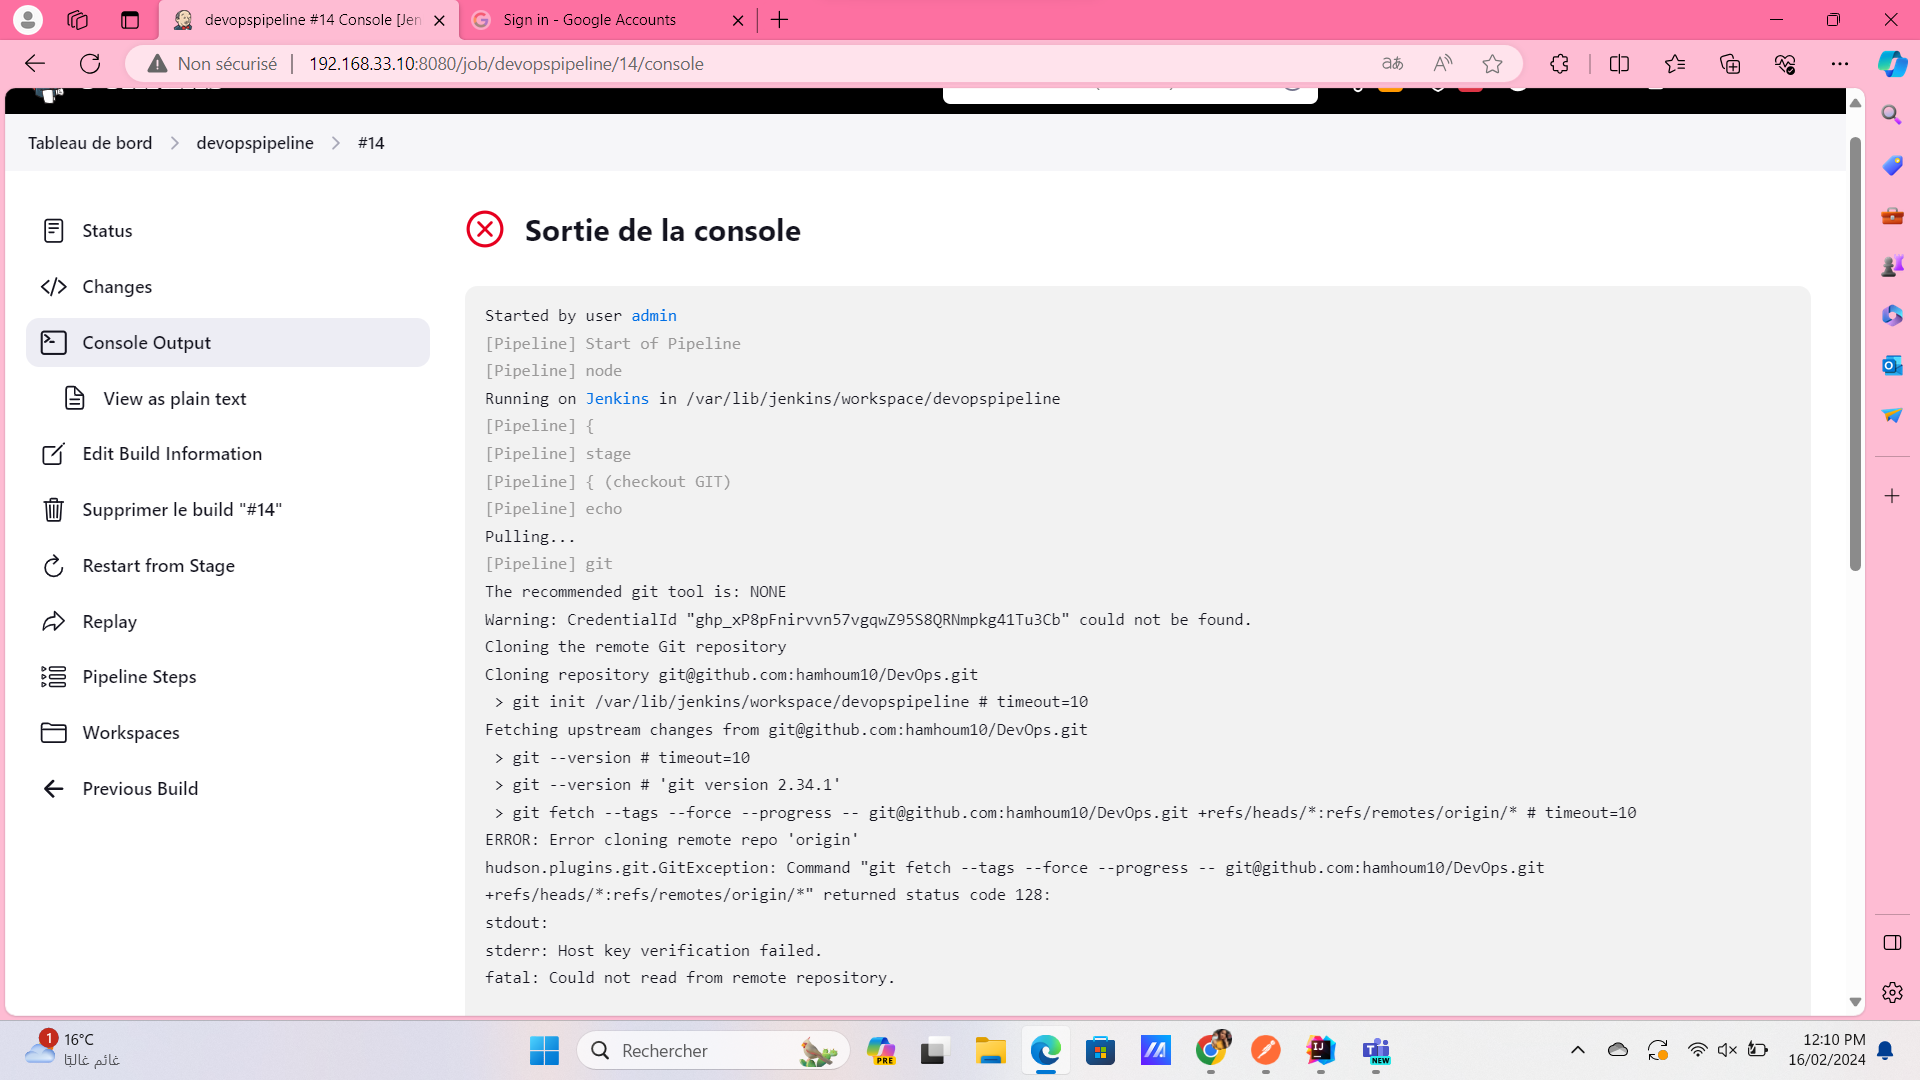 devopspipeline #14 Console [Jen
Sign in - Google Accounts
Non sécurisé
192.168.33.10:8080/job/devopspipeline/14/console
Tableau de bord
devopspipeline
#14
Status
Changes
Console Output
View as plain text
Edit Build Information
Supprimer le build "#14"
Restart from Stage
Replay
Pipeline Steps
Workspaces
Previous Build
Sortie de la console
Started by user admin
[Pipeline] Start of Pipeline
[Pipeline] node
Running on Jenkins in /var/lib/jenkins/workspace/devopspipeline
[Pipeline] {
[Pipeline] stage
[Pipeline] { (checkout GIT)
[Pipeline] echo
Pulling...
[Pipeline] git
The recommended git tool is: NONE
Warning: CredentialId "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" could not be found.
Cloning the remote Git repository
Cloning repository git@github.com:hamhoum10/DevOps.git
> git init /var/lib/jenkins/workspace/devopspipeline # timeout=10
Fetching upstream changes from git@github.com:hamhoum10/DevOps.git
> git --version # timeout=10
> git --version # 'git version 2.34.1'
> git fetch --tags --force --progress -- git@github.com:hamhoum10/DevOps.git +refs/heads/*:refs/remotes/origin/* # timeout=10
ERROR: Error cloning remote repo 'origin'
hudson.plugins.git.GitException: Command "git fetch --tags --force --progress -- git@github.com:hamhoum10/DevOps.git
+refs/heads/*:refs/remotes/origin/*" returned status code 128:
stdout:
stderr: Host key verification failed.
fatal: Could not read from remote repository.
1
16°C
غائم غالبًا
Rechercher
PRE
NEW
12:10 PM
16/02/2024